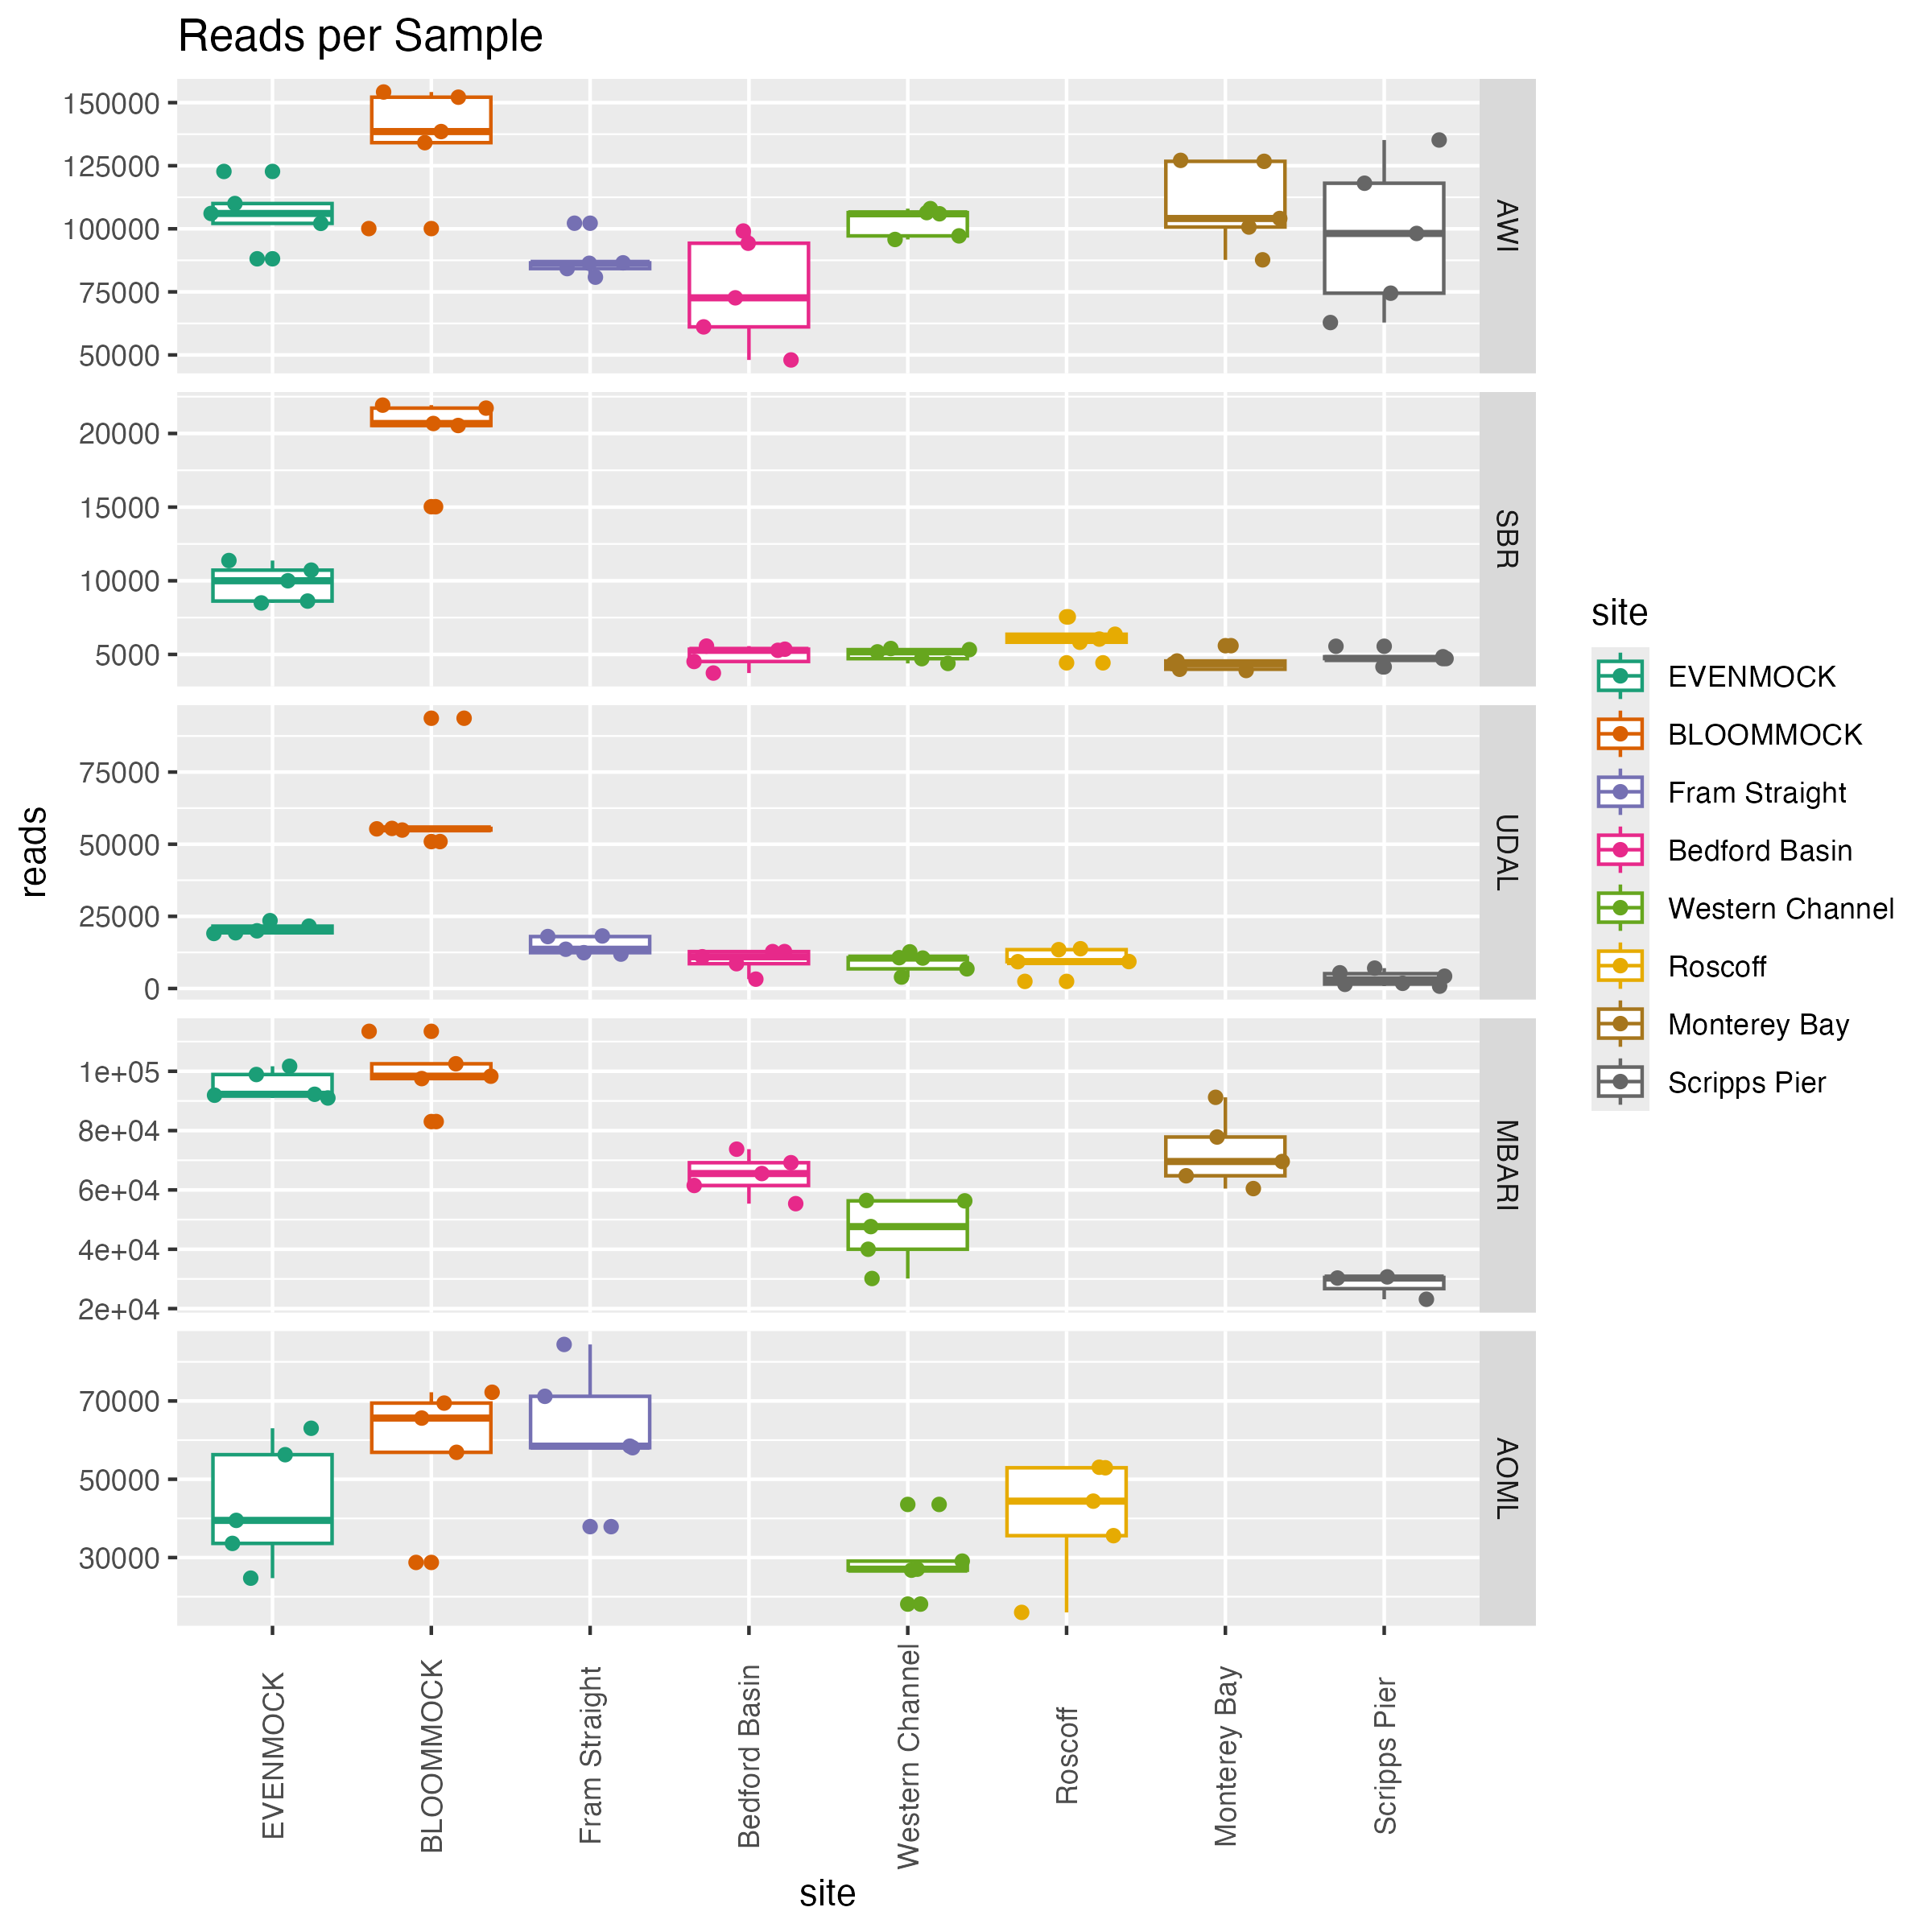 Reads per Sample
150000
125000
100000
75000
50000
AWI
20000
15000
10000
5000
SBR
75000
50000
25000
0
UDAL
1e+05
8e+04
6e+04
4e+04
2e+04
MBARI
70000
50000
30000
AOML
reads
EVENMOCK
BLOOMMOCK
Fram Straight
Bedford Basin
Western Channel
Roscoff
Monterey Bay
Scripps Pier
site
site
EVENMOCK
BLOOMMOCK
Fram Straight
Bedford Basin
Western Channel
Roscoff
Monterey Bay
Scripps Pier